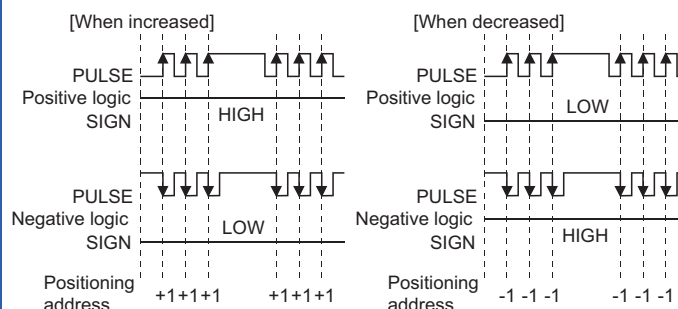 [When increased]
PULSE
Positive logic
SIGN
HIGH
PULSE
Negative logic
SIGN
LOW
Positioning
address
+1+1+1
+1+1+1
[When decreased]
PULSE
Positive logic
SIGN
LOW
PULSE
Negative logic
SIGN
HIGH
Positioning
address
-1 -1 -1
-1 -1 -1